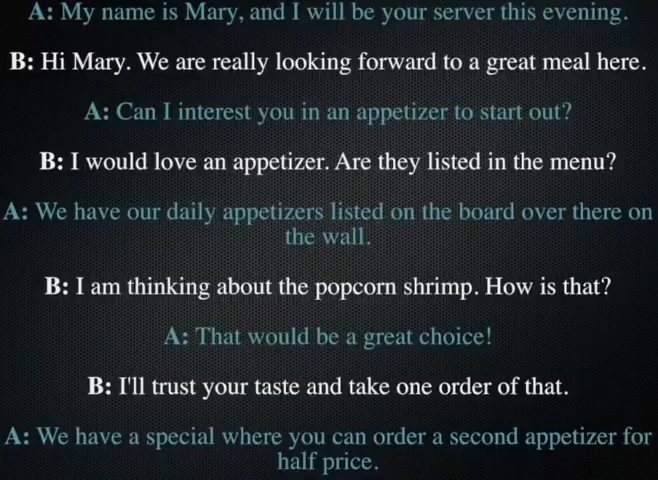 A: My name is Mary, and I will be your server this evening.
B: Hi Mary. We are really looking forward to a great meal here.
A: Can I interest you in an appetizer to start out?
B: I would love an appetizer. Are they listed in the menu?
A: We have our daily appetizers listed on the board over there on
the wall.
B: I am thinking about the popcorn shrimp. How is that?
A: That would be a great choice!
B: I'll trust your taste and take one order of that.
A: We have a special where you can order a second appetizer for
half price.